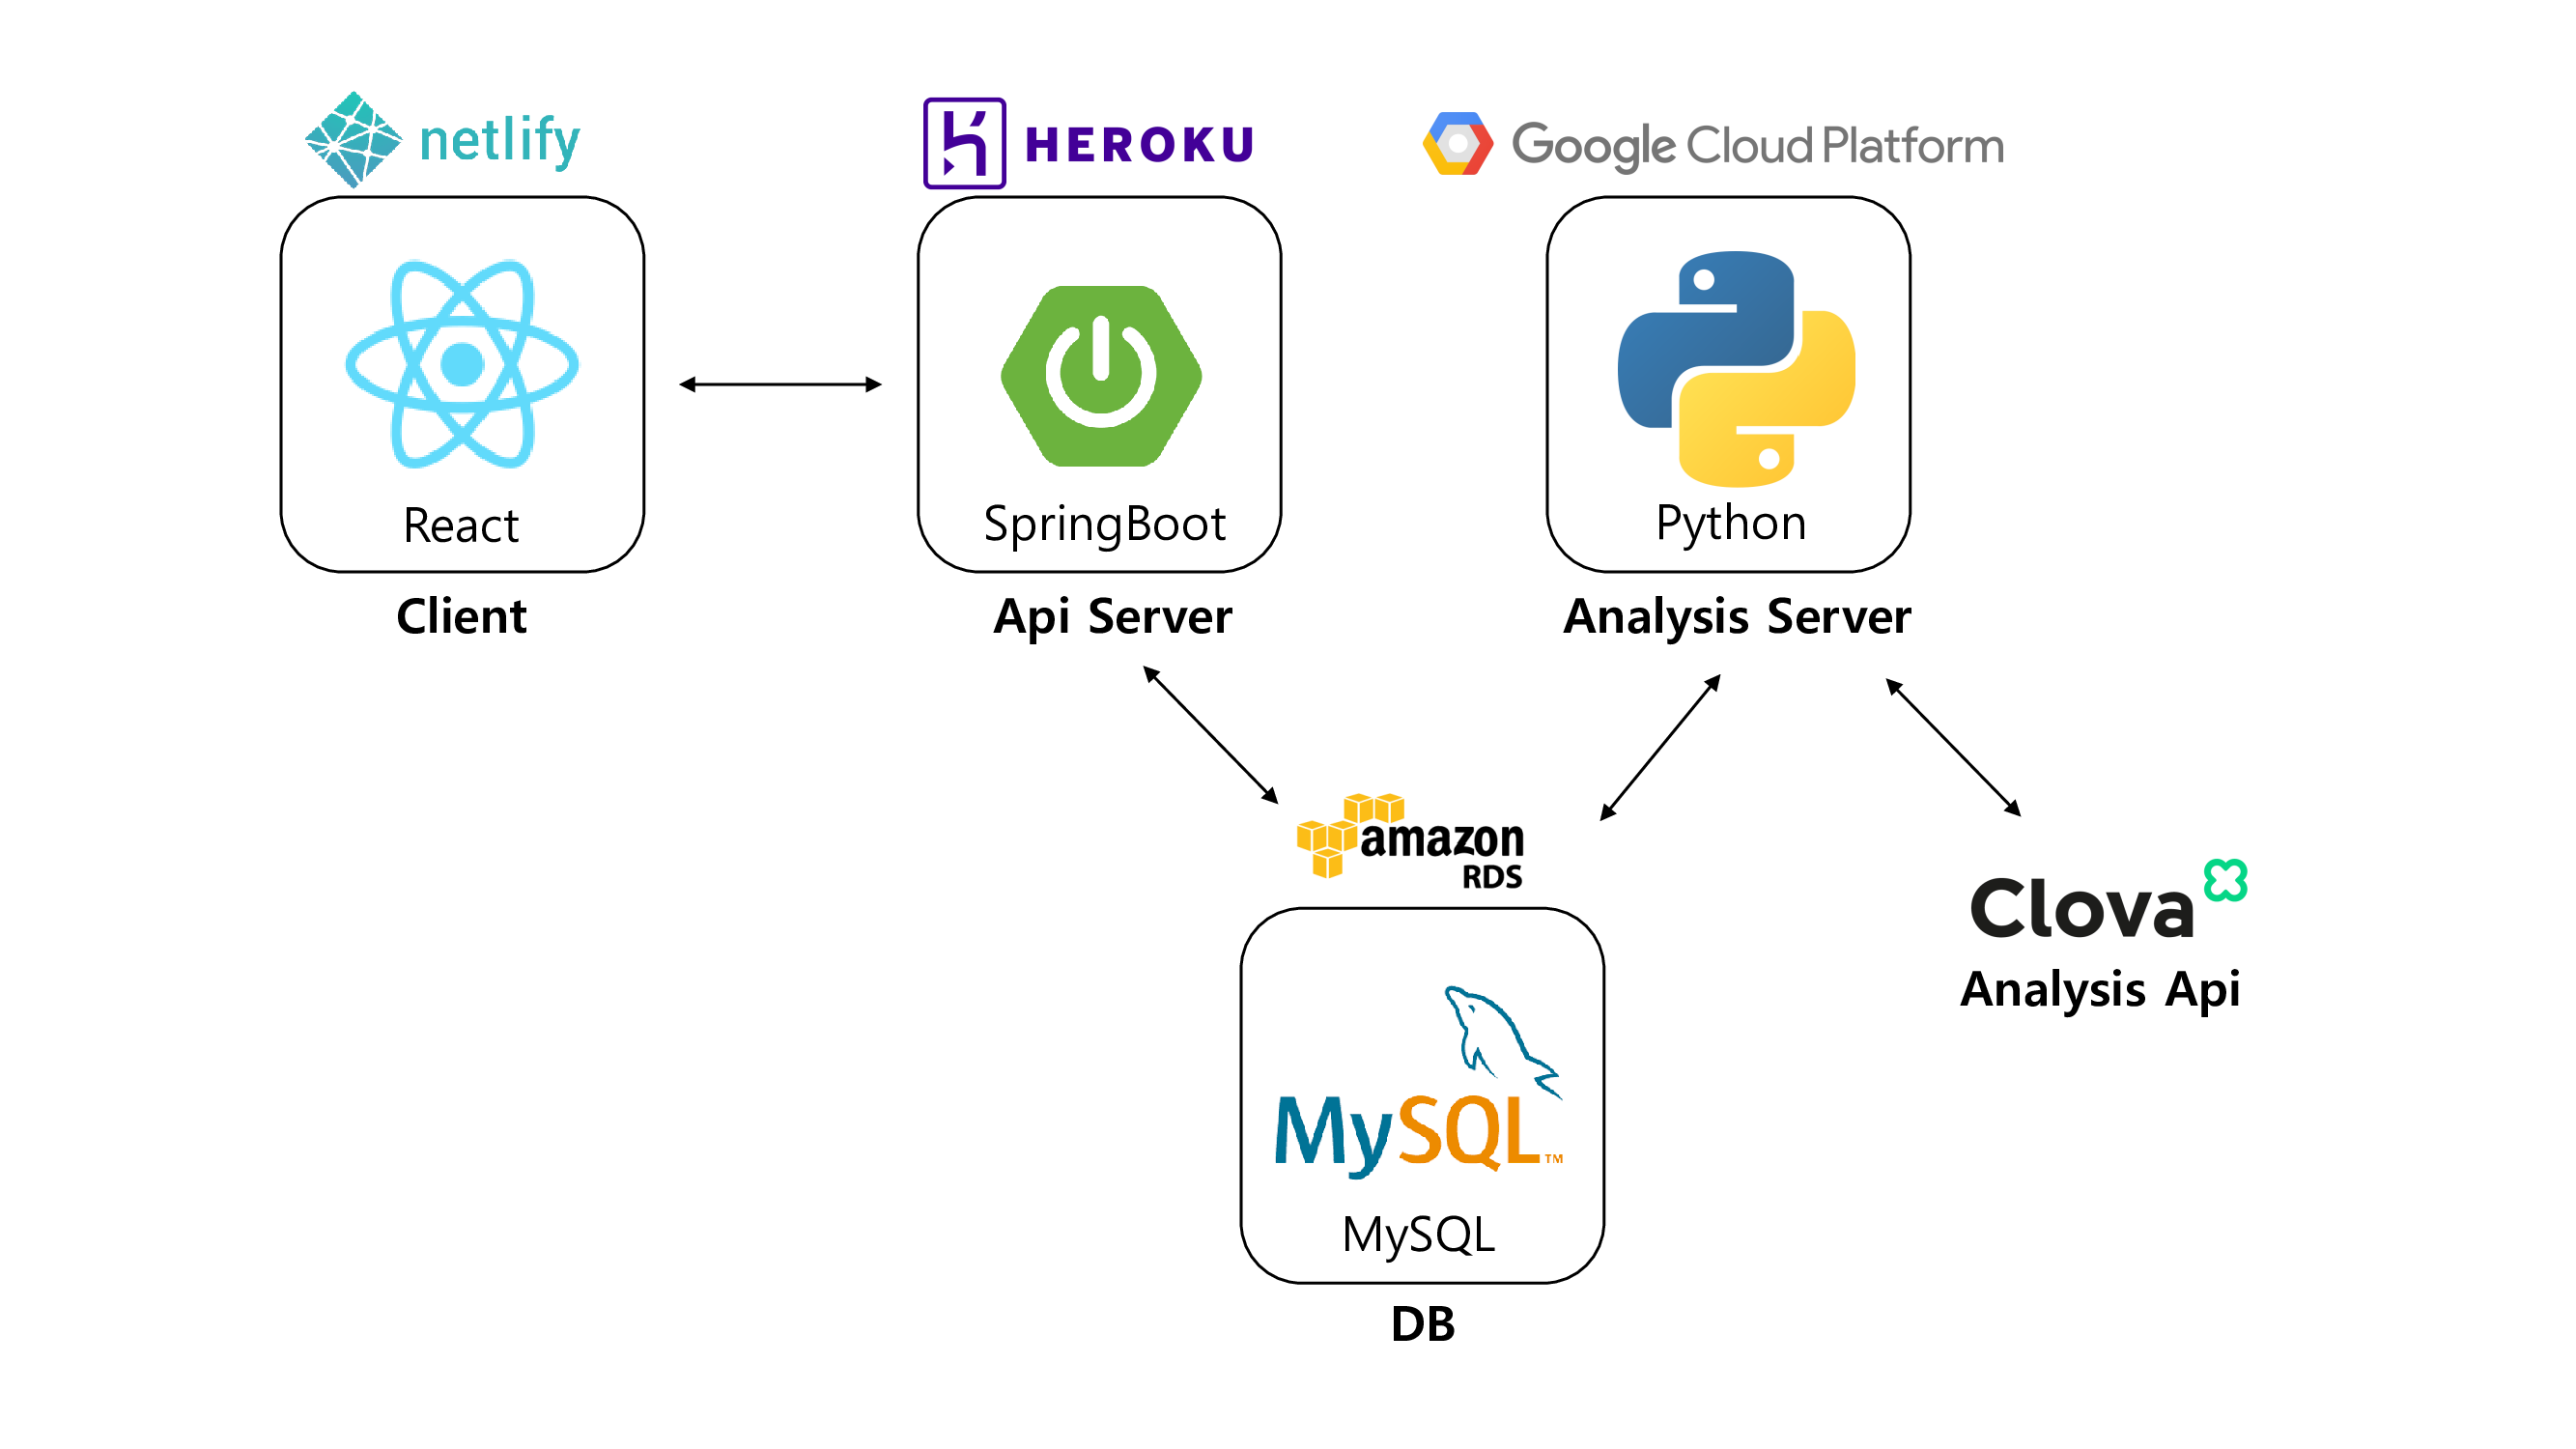 netlify
HEROKU
Google Cloud Platform
React
SpringBoot
Python
Client
Api Server
Analysis Server
amazon
RDS
Clova
Analysis Api
MySQL™
MySQL
DB